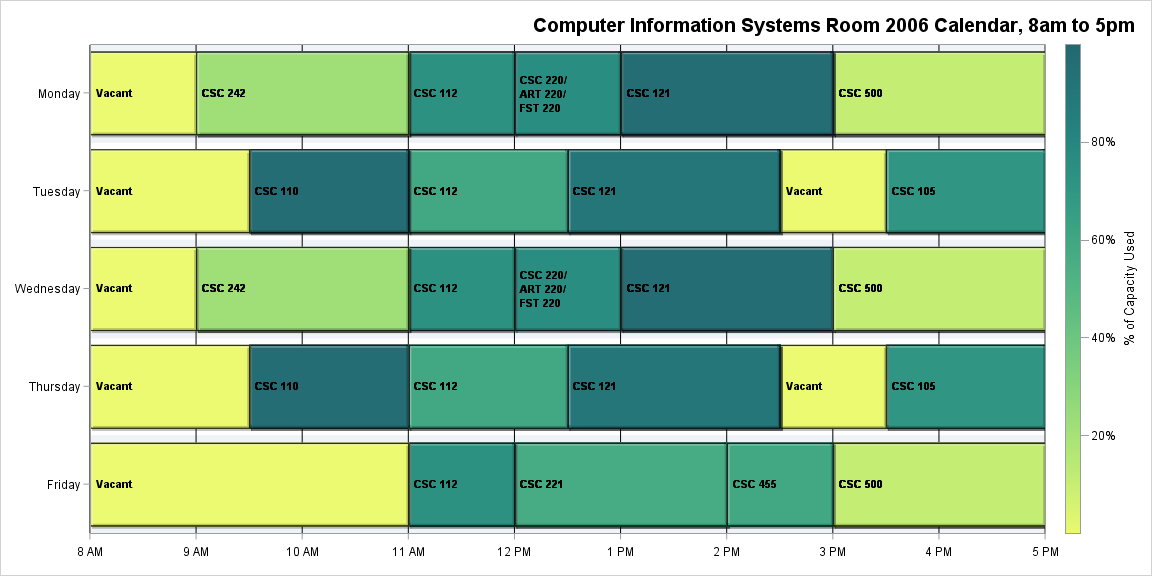 Computer Information Systems Room 2006 Calendar, 8am to 5pm
Monday
Vacant
CSC 242
CSC 112
CSC 220/
ART 220/
FST 220
CSC 121
CSC 500
Tuesday
Vacant
CSC 110
CSC 112
CSC 121
Vacant
CSC 105
Wednesday
Vacant
CSC 242
CSC 112
CSC 220/
ART 220/
FST 220
CSC 121
CSC 500
Thursday
Vacant
CSC 110
CSC 112
CSC 121
Vacant
CSC 105
Friday
Vacant
CSC 112
CSC 221
CSC 455
CSC 500
8 AM
9 AM
10 AM
11 AM
12 PM
1 PM
2 PM
3 PM
4 PM
5 PM
80%
60%
40%
20%
% of Capacity Used